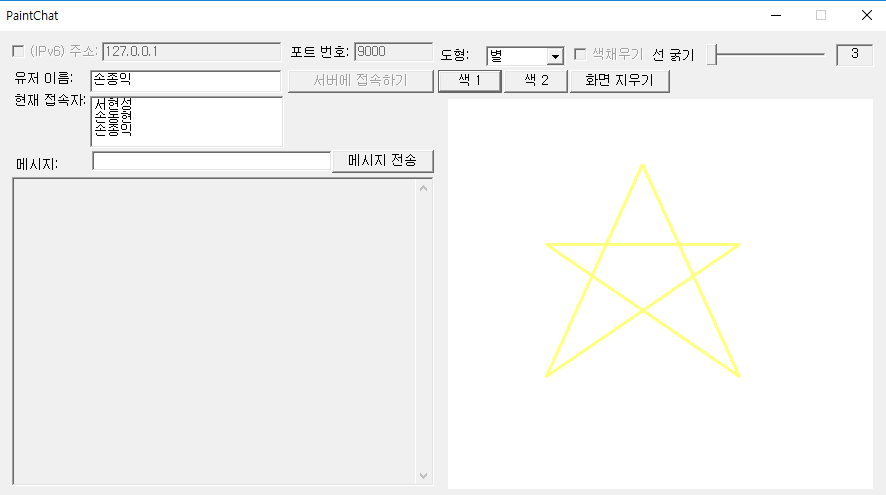 PaintChat
(IPv6) 주소: 127.0.0.1 포트 번호: 9000 도형: 별 색채우기 선 굵기 3
유저 이름: 손종익 서버에 접속하기 색 1 색 2 화면 지우기
현재 접속자: 서현성
손동현
손종익
메시지: 메시지 전송